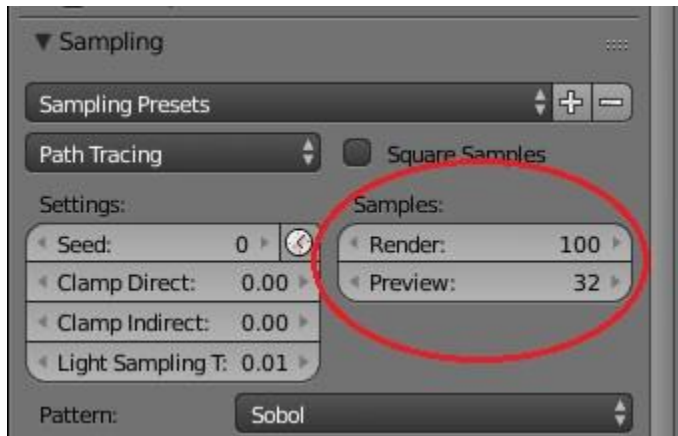 Sampling
Sampling Presets
Path Tracing Square Samples
Settings: Samples:
Seed: 0 Render: 100
Clamp Direct: 0.00 Preview: 32
Clamp Indirect: 0.00
Light Sampling T: 0.01
Pattern: Sobol